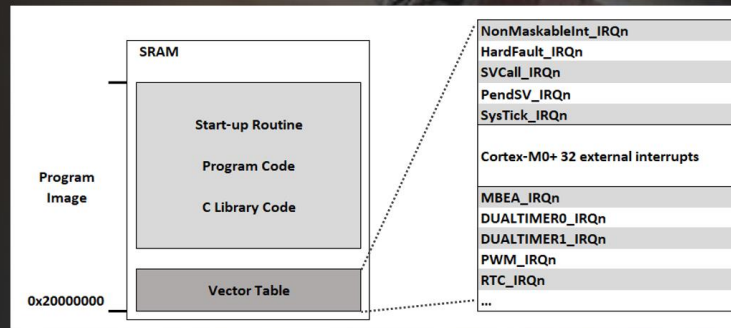 SRAM
Start-up Routine
Program Code
C Library Code
Program
Image
0x20000000
Vector Table
NonMaskableInt_IRQn
HardFault_IRQn
SVCall_IRQn
PendSV_IRQn
SysTick_IRQn
Cortex-M0+ 32 external interrupts
MBEA_IRQn
DUALTIMER0_IRQn
DUALTIMER1_IRQn
PWM_IRQn
RTC_IRQn
...